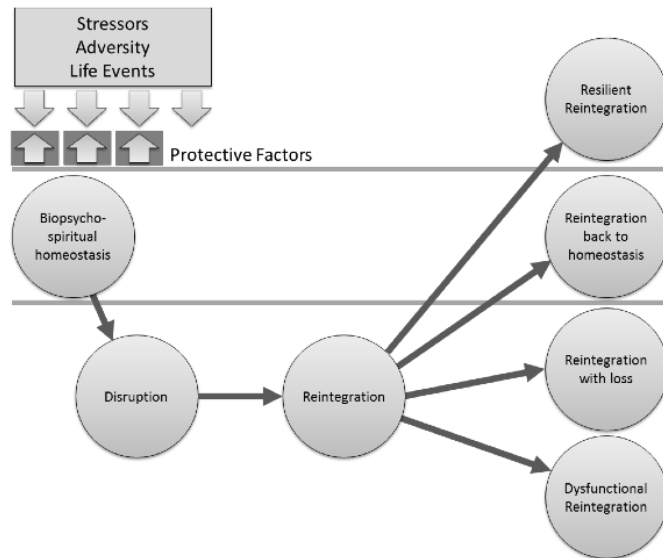 Stressors
Adversity
Life Events
Protective Factors
Resilient
Reintegration
Biopsycho-
spiritual
homeostasis
Reintegration
back to
homeostasis
Disruption
Reintegration
Reintegration
with loss
Dysfunctional
Reintegration